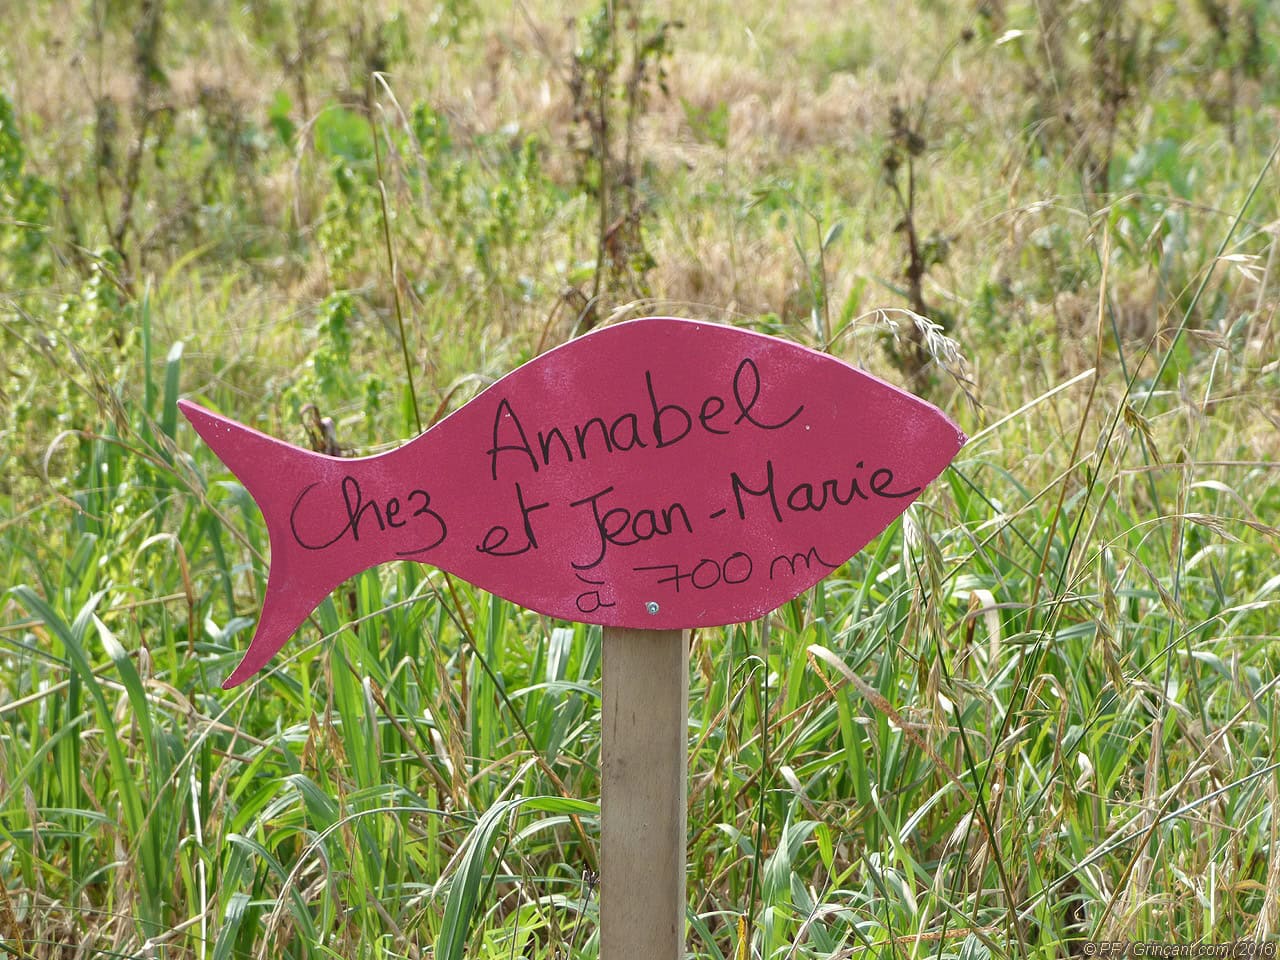 Annabel
Chez et Jean-Marie
à 700 m
© PF / Grincant.com (2016)